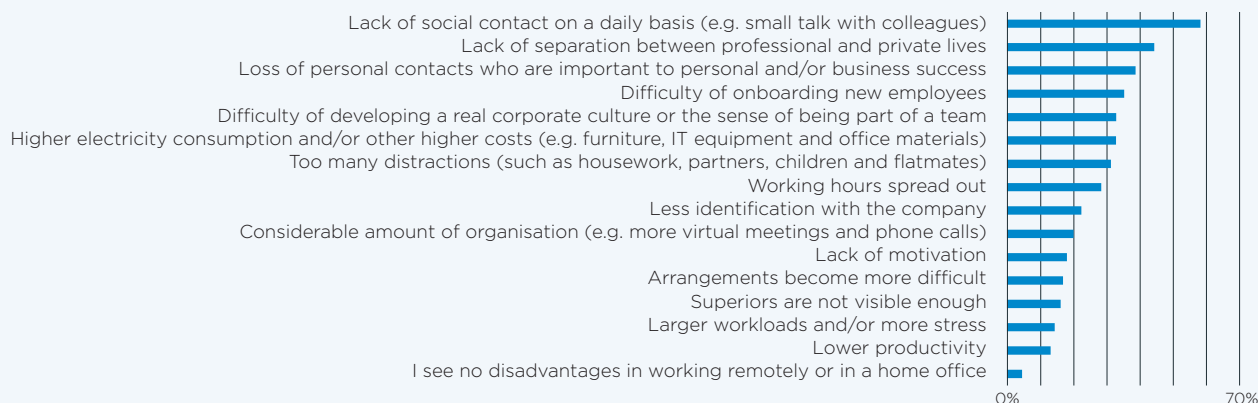 Lack of social contact on a daily basis (e.g. small talk with colleagues)
Lack of separation between professional and private lives
Loss of personal contacts who are important to personal and/or business success
Difficulty of onboarding new employees
Difficulty of developing a real corporate culture or the sense of being part of a team
Higher electricity consumption and/or other higher costs (e.g. furniture, IT equipment and office materials)
Too many distractions (such as housework, partners, children and flatmates)
Working hours spread out
Less identification with the company
Considerable amount of organisation (e.g. more virtual meetings and phone calls)
Lack of motivation
Arrangements become more difficult
Superiors are not visible enough
Larger workloads and/or more stress
Lower productivity
I see no disadvantages in working remotely or in a home office
0% 70%